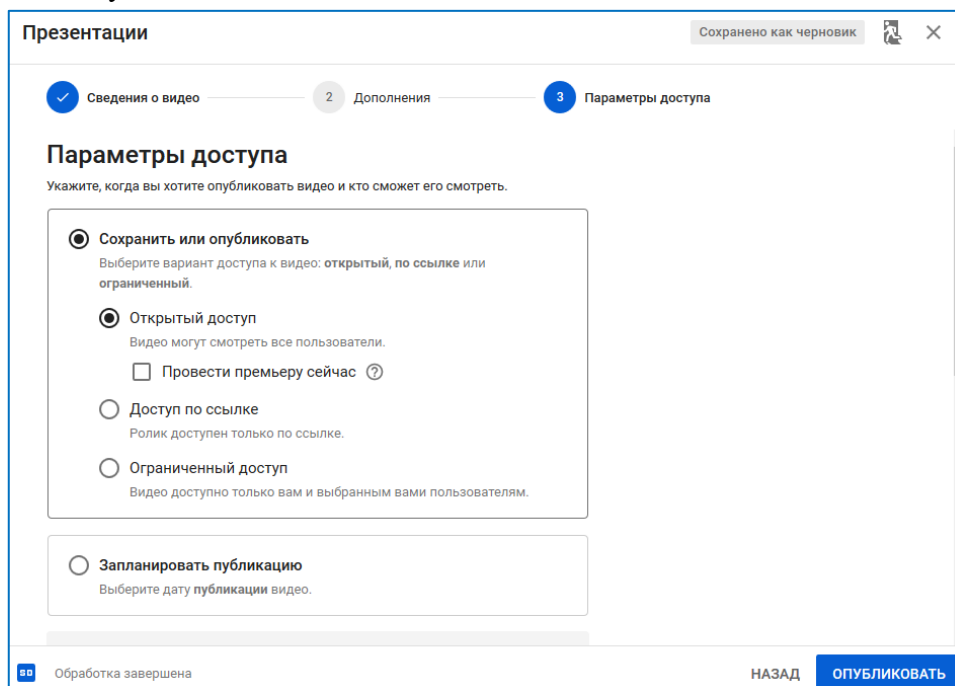 Презентации
Сохранено как черновик
Сведения о видео
2 Дополнения
3 Параметры доступа
Параметры доступа
Укажите, когда вы хотите опубликовать видео и кто сможет его смотреть.
Сохранить или опубликовать
Выберите вариант доступа к видео: открытый, по ссылке или
ограниченный.
Открытый доступ
Видео могут смотреть все пользователи.
Провести премьеру сейчас ?
Доступ по ссылке
Ролик доступен только по ссылке.
Ограниченный доступ
Видео доступно только вам и выбранным вами пользователям.
Запланировать публикацию
Выберите дату публикации видео.
SD Обработка завершена
НАЗАД
ОПУБЛИКОВАТЬ